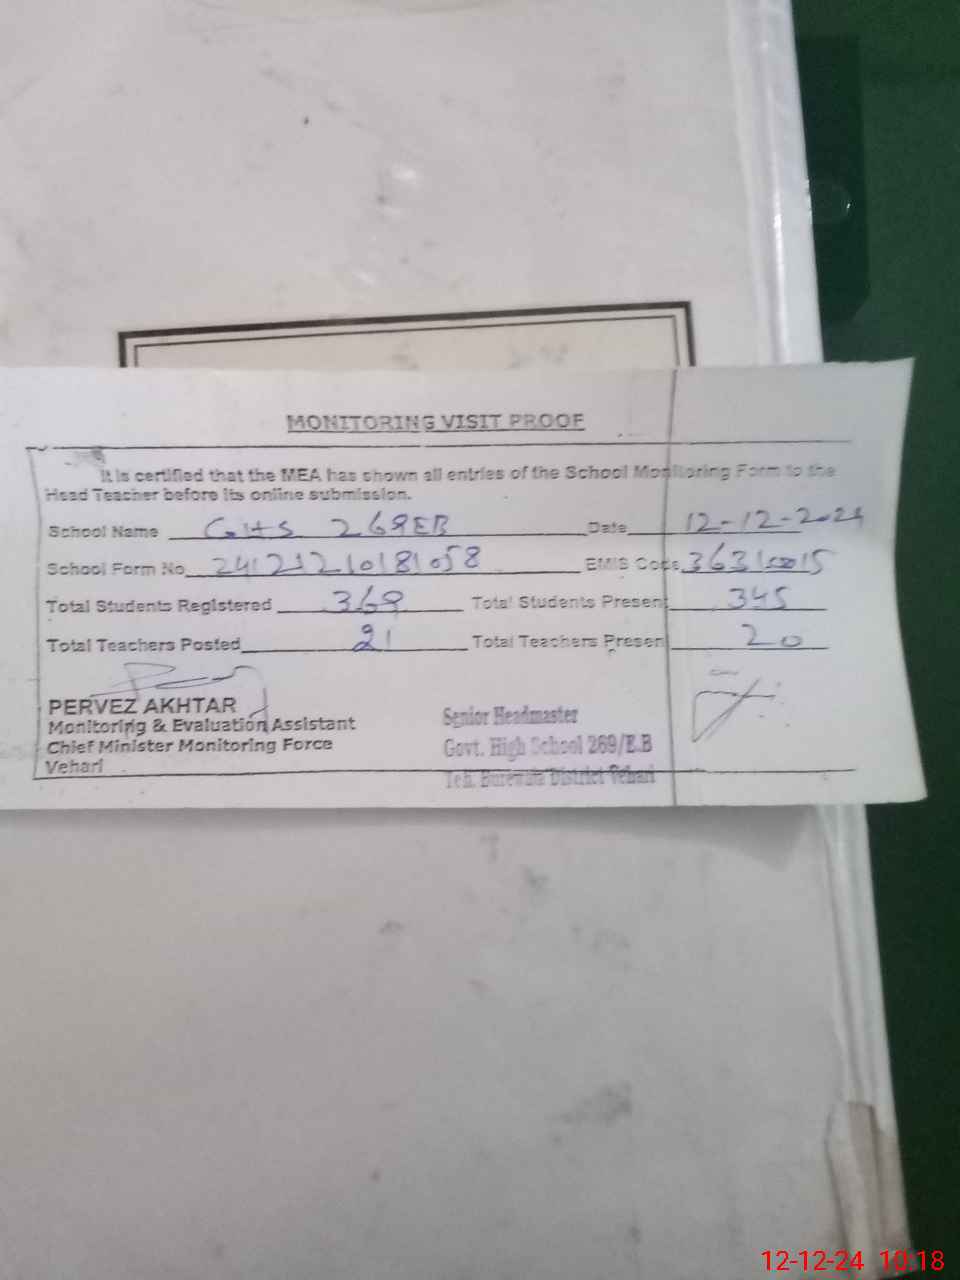 MONITORING VISIT PROOF
It is certified that the MEA has shown all entries of the School Monitoring Form to the
Head Teacher before its online submission.
School Name GHS 269EB Date 12-12-2024
School Form No. 24121210181058 EMIS Code 36310015
Total Students Registered 369 Total Students Present 345
Total Teachers Posted 21 Total Teachers Present 20
PERVEZ AKHTAR
Monitoring & Evaluation Assistant
Chief Minister Monitoring Force
Vehari
Senior Headmaster
Govt. High School 269/E.B
Teh. Burewala District Vehari
12-12-24 10:18